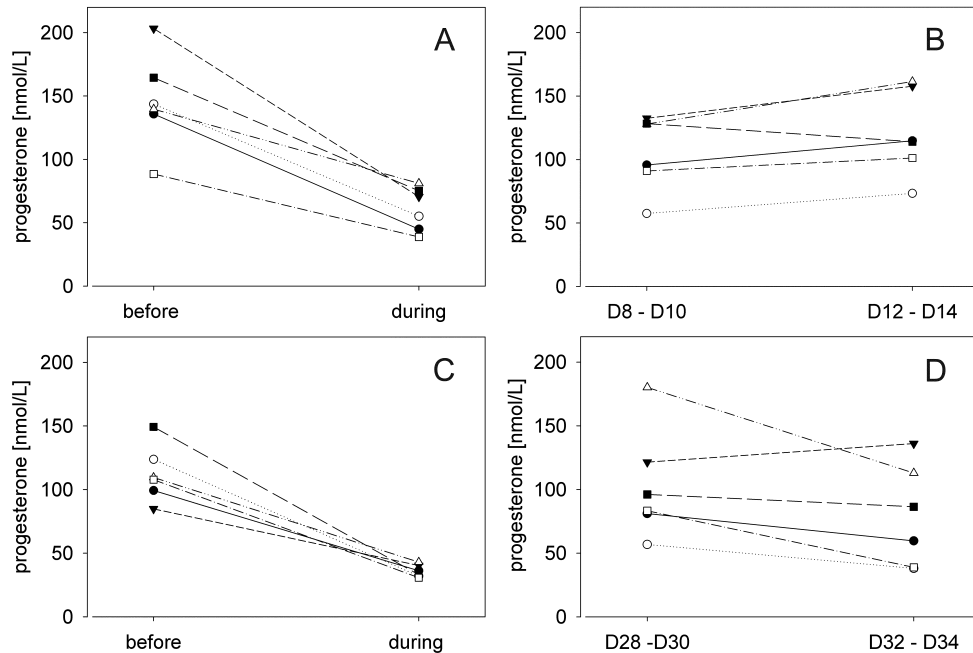 A
progesterone [nmol/L]
200
150
100
50
0
before during
B
progesterone [nmol/L]
200
150
100
50
0
D8 - D10 D12 - D14
C
progesterone [nmol/L]
200
150
100
50
0
before during
D
progesterone [nmol/L]
200
150
100
50
0
D28 -D30 D32 - D34